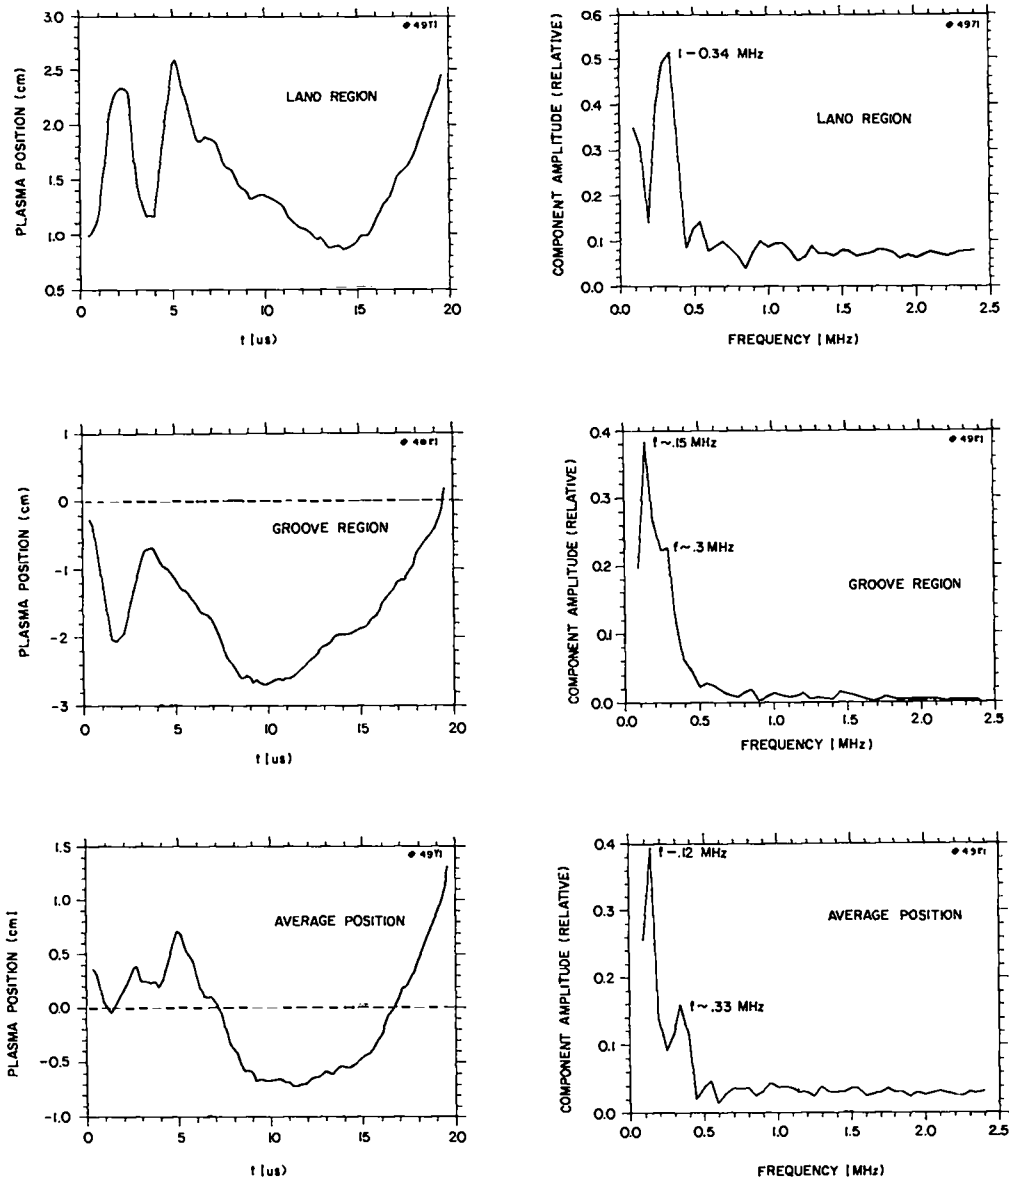 3.0
2.5
2.0
1.5
1.0
0.5
0
5
10
15
20
PLASMA POSITION (cm)
t [us)
LAND REGION
0.6
0.5
0.4
0.3
0.2
0.1
0.0
0.0
0.5
1.0
1.5
2.0
2.5
COMPONENT AMPLITUDE (RELATIVE)
FREQUENCY [MHz)
#4971
f-0.34 MHz
LAND REGION
1
0
-1
-2
-3
0
5
10
15
20
PLASMA POSITION (cm)
t [us)
GROOVE REGION
0.4
0.3
0.2
0.1
0.0
0.0
0.5
1.0
1.5
2.0
2.5
COMPONENT AMPLITUDE (RELATIVE)
FREQUENCY [MHz)
f~.15 MHz
f~.3 MHz
GROOVE REGION
1.5
1.0
0.5
0.0
-0.5
-1.0
0
5
10
15
20
PLASMA POSITION (cm]
t [us)
AVERAGE POSITION
0.4
0.3
0.2
0.1
0.0
0.0
0.5
1.0
1.5
2.0
2.5
COMPONENT AMPLITUDE (RELATIVE)
FREQUENCY [MHz)
f-.12 MHz
f~.33 MHz
AVERAGE POSITION